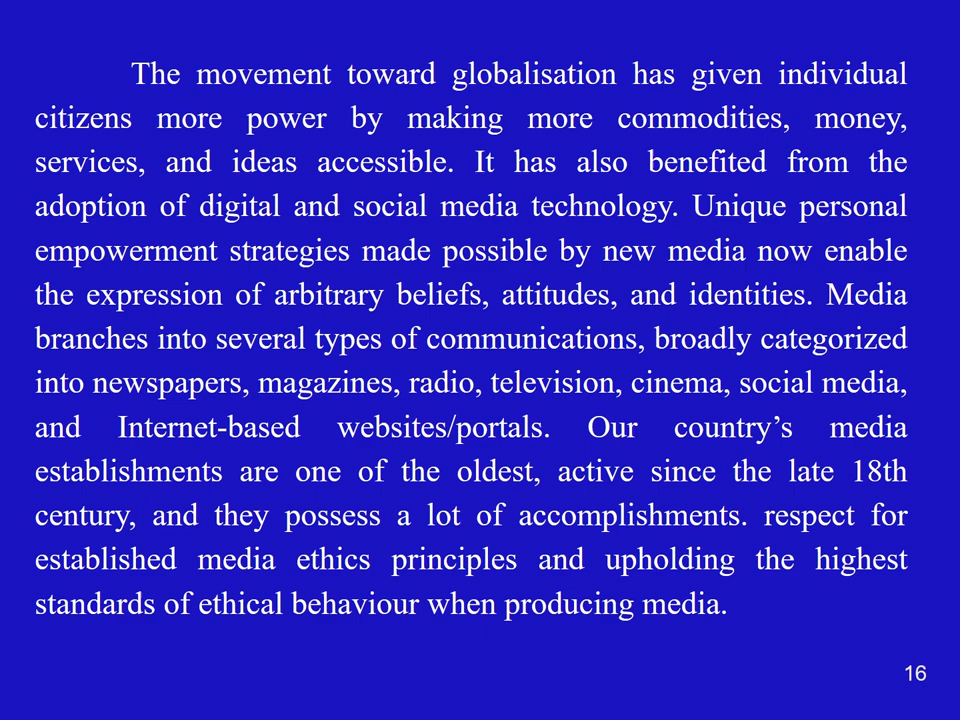 The movement toward globalisation has given individual
citizens more power by making more commodities, money,
services, and ideas accessible. It has also benefited from the
adoption of digital and social media technology. Unique personal
empowerment strategies made possible by new media now enable
the expression of arbitrary beliefs, attitudes, and identities. Media
branches into several types of communications, broadly categorized
into newspapers, magazines, radio, television, cinema, social media,
and Internet-based websites/portals. Our country’s media
establishments are one of the oldest, active since the late 18th
century, and they possess a lot of accomplishments. respect for
established media ethics principles and upholding the highest
standards of ethical behaviour when producing media.
16